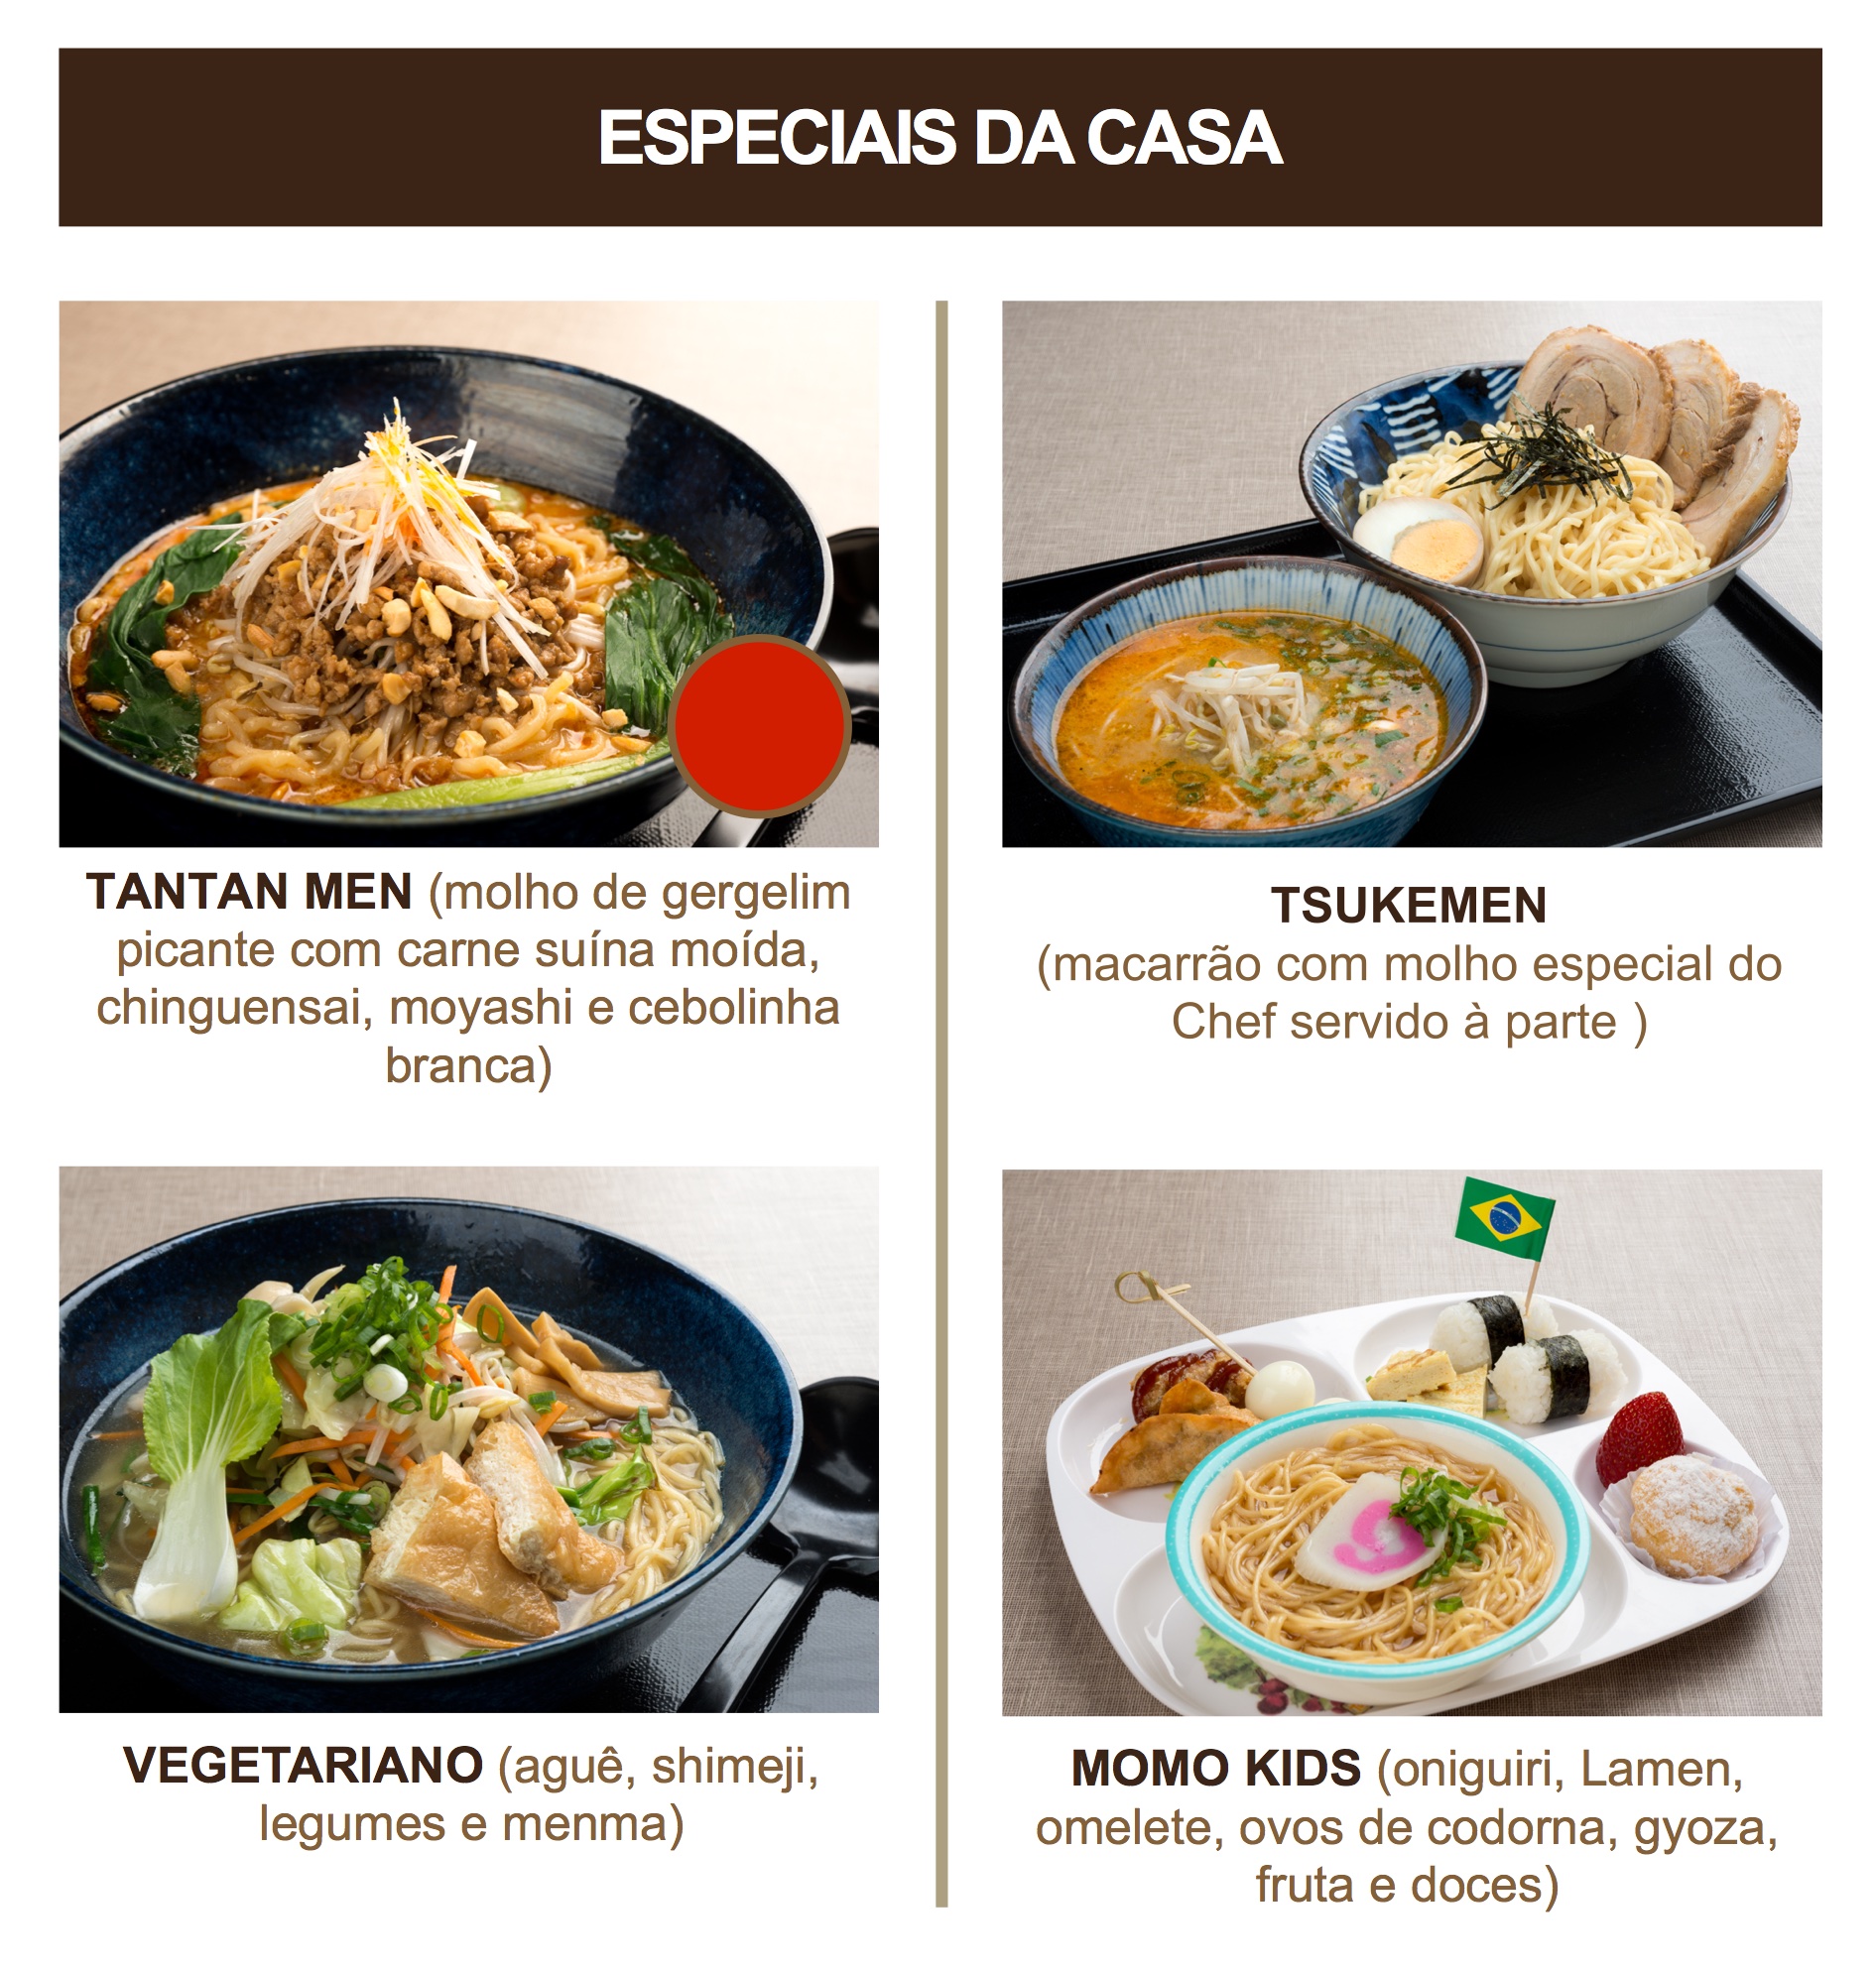 ESPECIAIS DA CASA
TANTAN MEN (molho de gergelim
picante com carne suína moída,
chinguensai, moyashi e cebolinha
branca)
TSUKEMEN
(macarrão com molho especial do
Chef servido à parte )
VEGETARIANO (aguê, shimeji,
legumes e menma)
MOMO KIDS (oniguiri, Lamen,
omelete, ovos de codorna, gyoza,
fruta e doces)